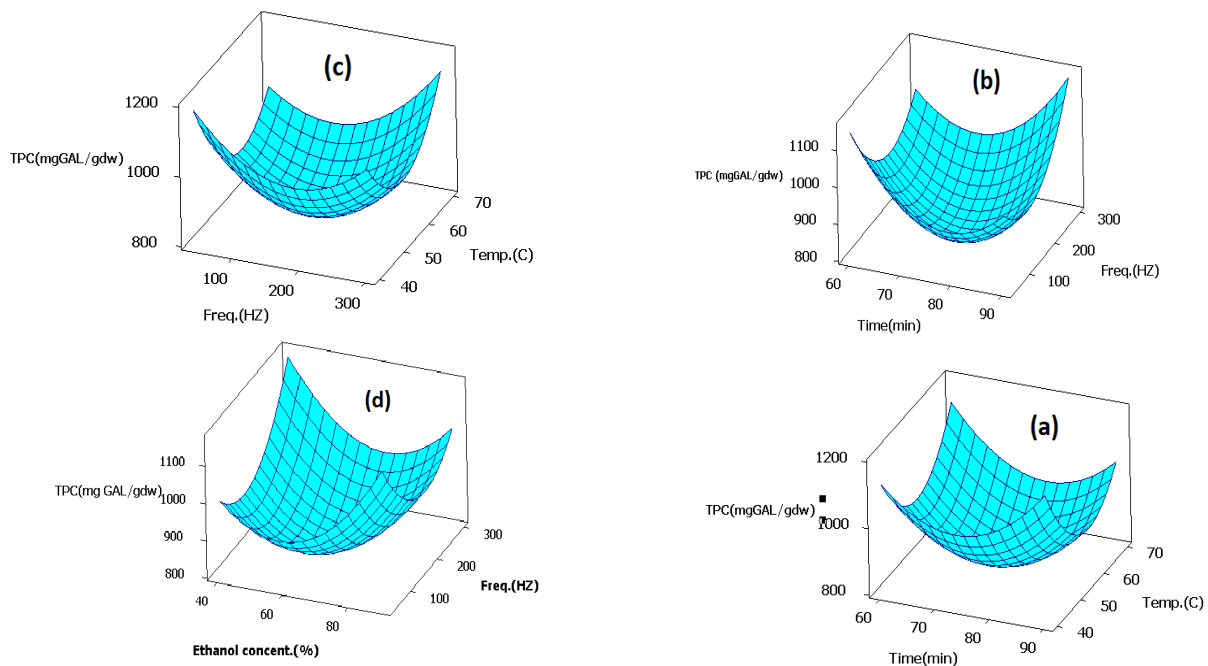 (c)
1200
TPC(mgGAL/gdw)
1000
800
100
200
300
Freq.(HZ)
40
50
60
70
Temp.(C)
(b)
1100
TPC (mgGAL/gdw)
1000
900
800
60
70
80
90
Time(min)
100
200
300
Freq.(HZ)
(d)
1100
TPC(mg GAL/gdw)
1000
900
800
40
60
80
Ethanol concent.(%)
100
200
300
Freq.(HZ)
(a)
1200
TPC(mgGAL/gdw)
1000
800
60
70
80
90
Time(min)
40
50
60
70
Temp.(C)